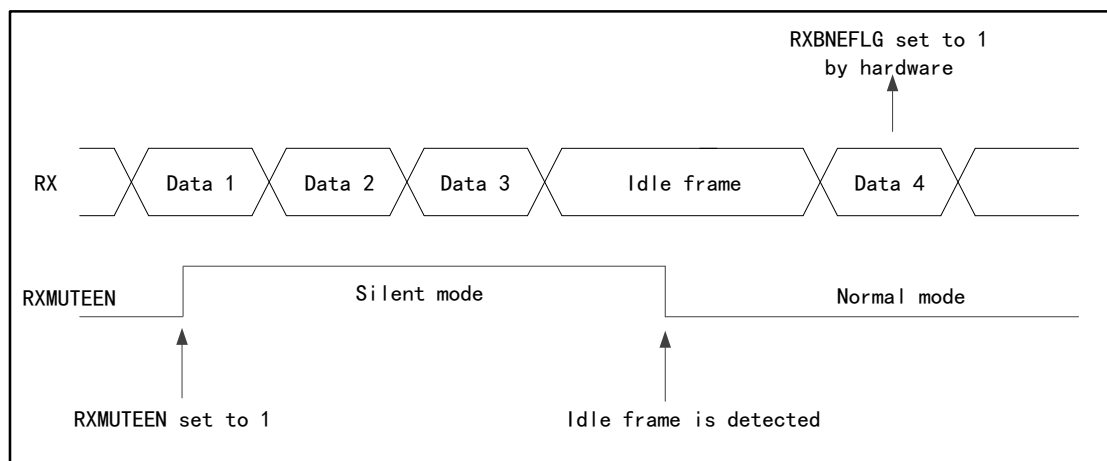 RXBNEFLG set to 1
by hardware
RX
Data 1
Data 2
Data 3
Idle frame
Data 4
RXMUTEEN
Silent mode
Normal mode
RXMUTEEN set to 1
Idle frame is detected